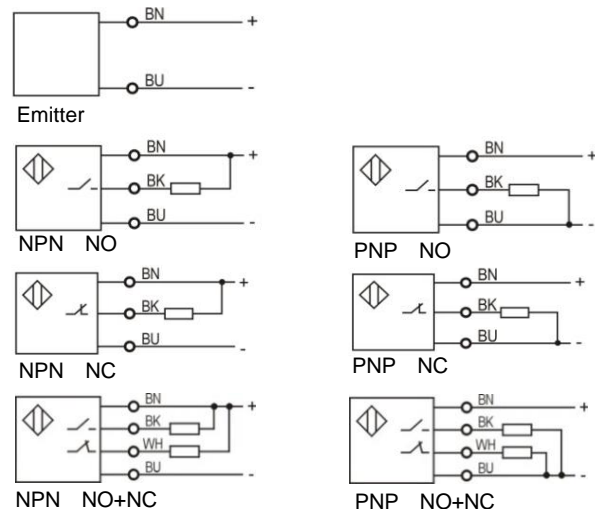 BN +
BU -
Emitter
BN +
BK
BU -
NPN NO
BN +
BK
BU -
PNP NO
BN +
BK
BU -
NPN NC
BN +
BK
BU -
PNP NC
BN +
BK
WH
BU -
NPN NO+NC
BN +
BK
WH
BU -
PNP NO+NC